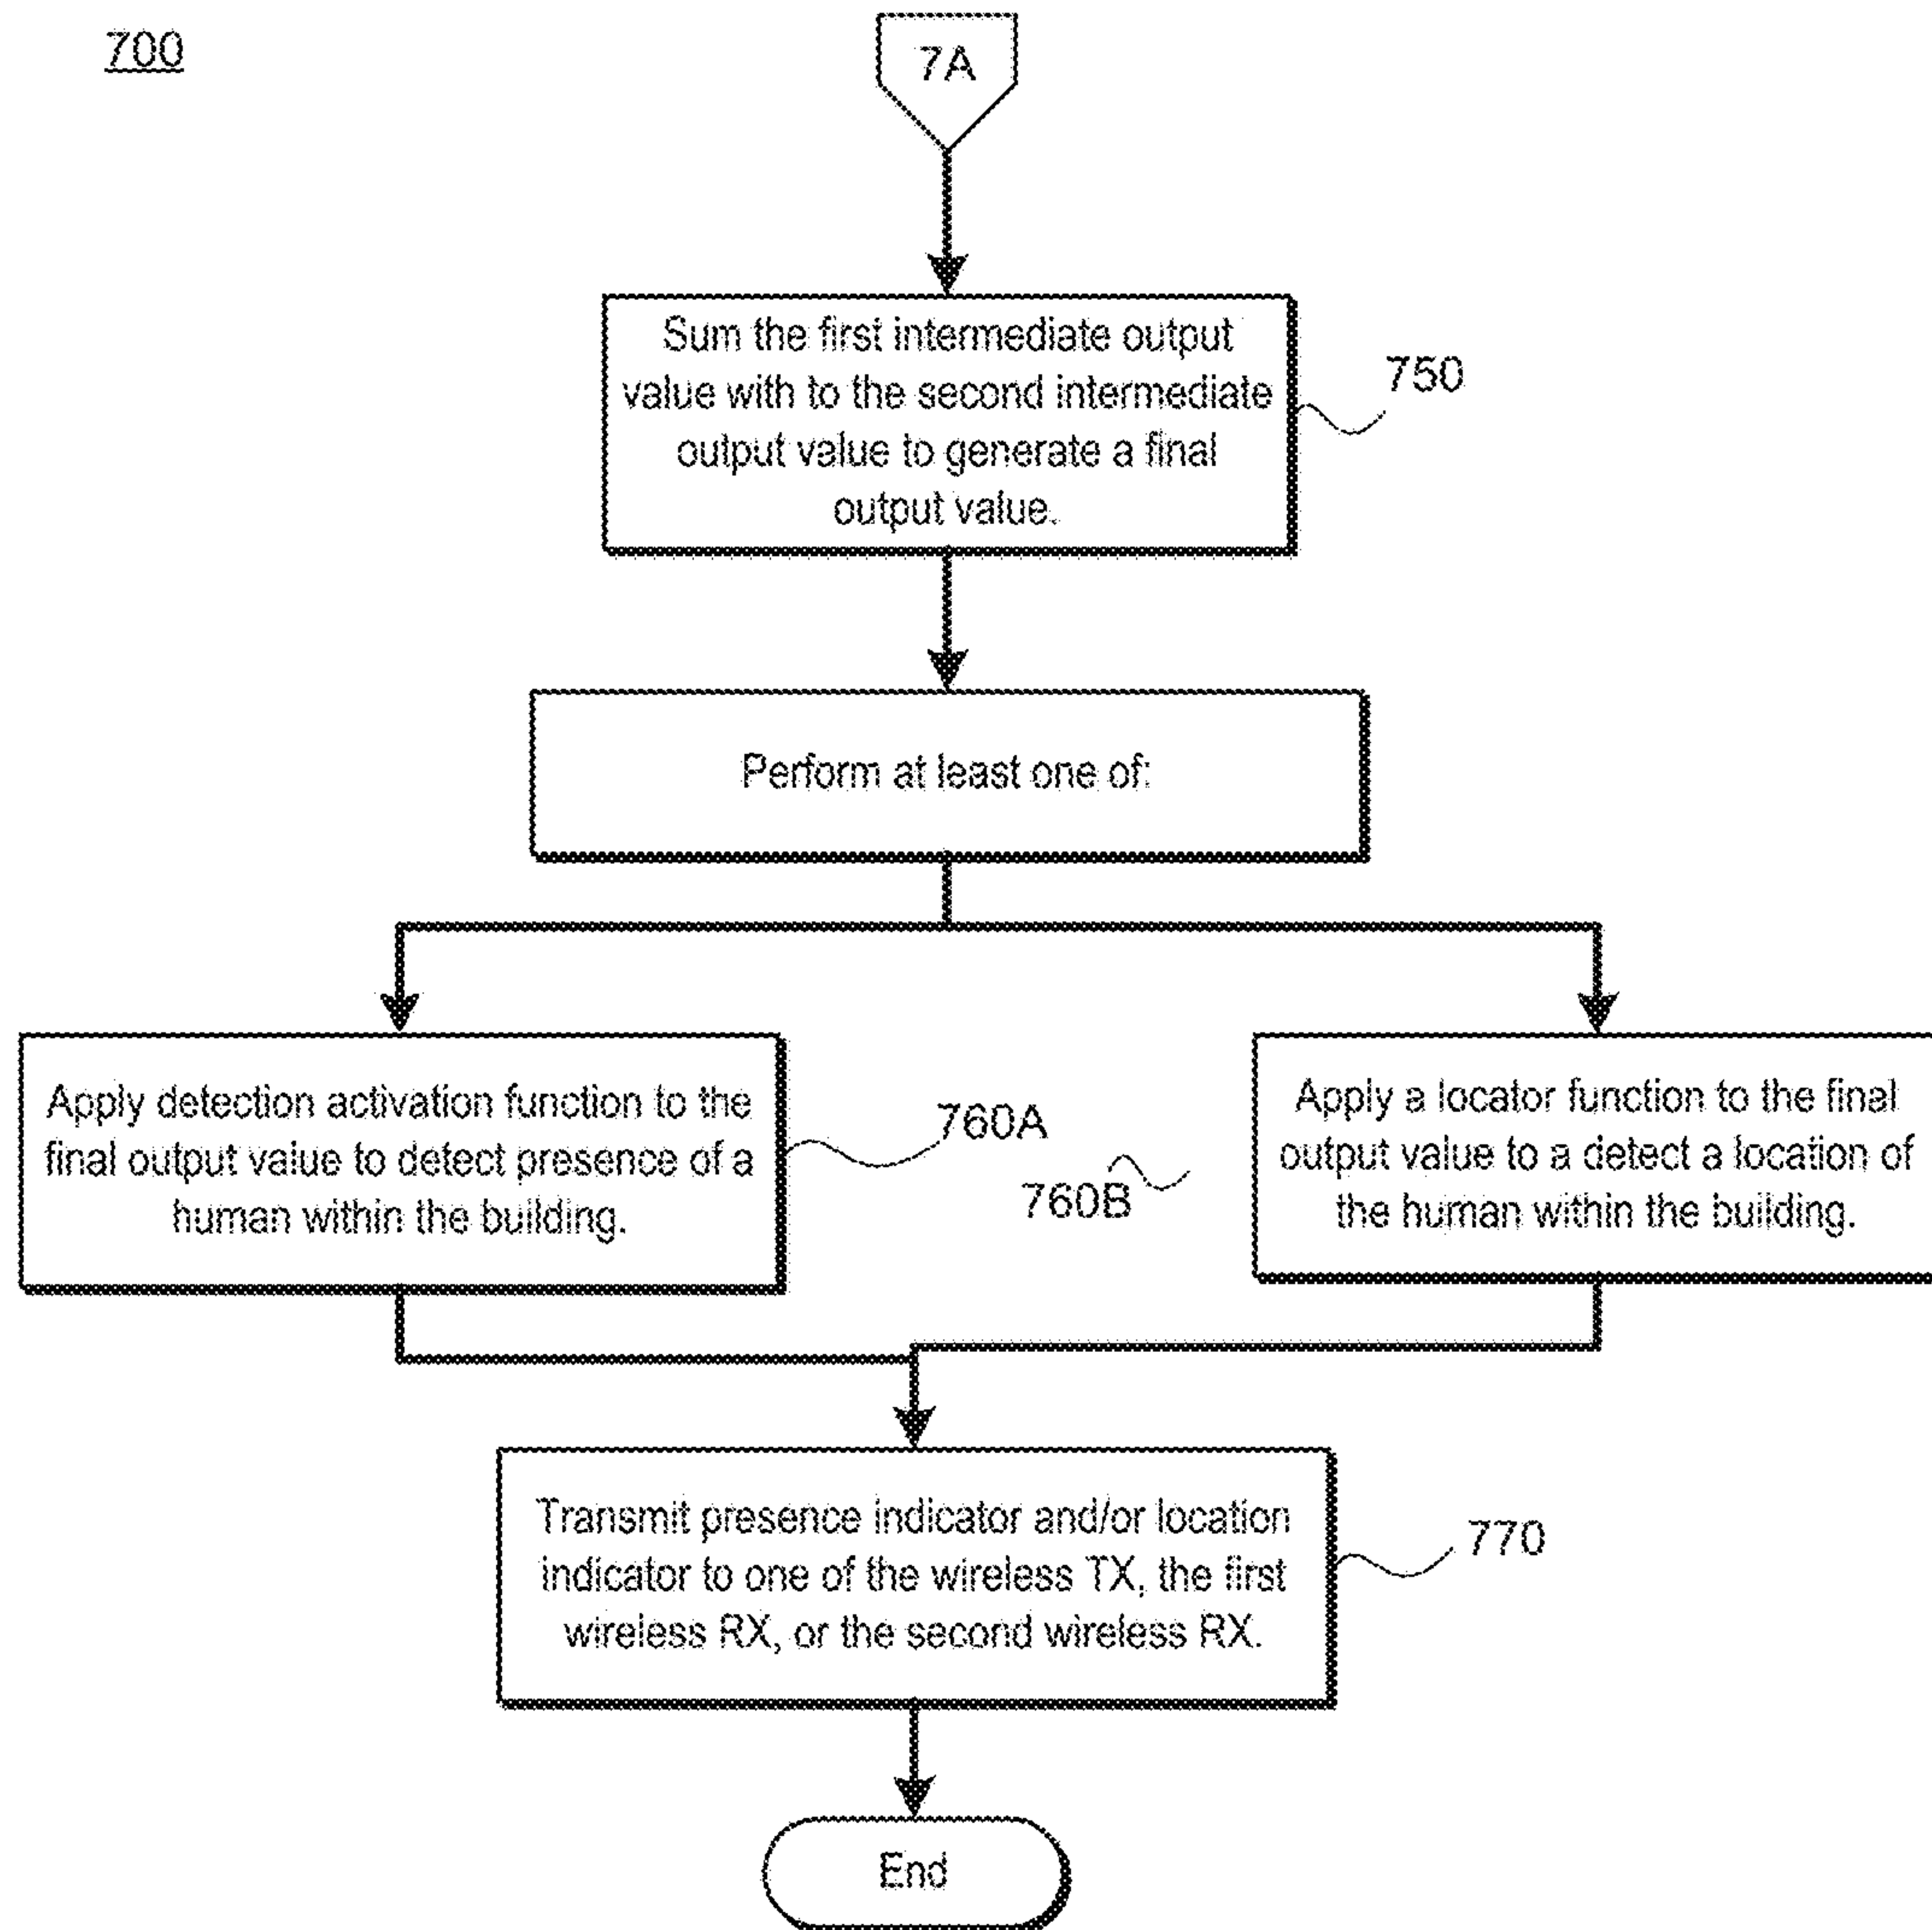 700
7A
Sum the first intermediate output
value with to the second intermediate
output value to generate a final
output value.
750
Perform at least one of:
Apply detection activation function to the
final output value to detect presence of a
human within the building.
760A
760B
Apply a locator function to the final
output value to a detect a location of
the human within the building.
Transmit presence indicator and/or location
indicator to one of the wireless TX, the first
wireless RX, or the second wireless RX.
770
End